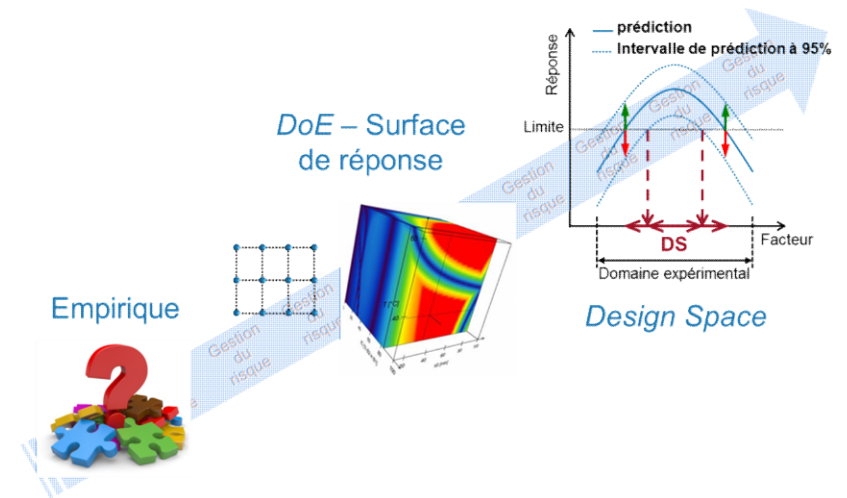 prédiction
Intervalle de prédiction à 95%
Réponse
Limite
Facteur
DS
Domaine expérimental
Design Space
DoE – Surface
de réponse
Empirique
Gestion
du
risque
Gestion
du
risque
Gestion
du
risque
Gestion
du
risque
Gestion
du
risque
Gestion
du
risque